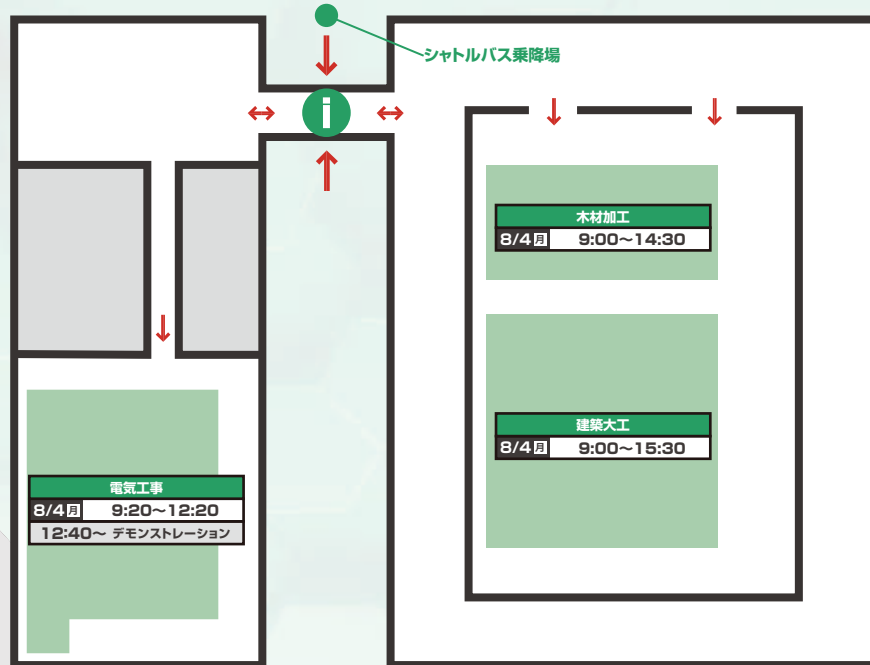 シャトルバス乗降場
i
木材加工
8/4月 9:00〜14:30
建築大工
8/4月 9:00〜15:30
電気工事
8/4月 9:20〜12:20
12:40〜 デモンストレーション